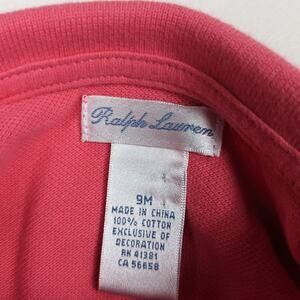 Ralph Lauren
9M
MADE IN CHINA
100% COTTON
EXCLUSIVE OF
DECORATION
RN 41381
CA 56658